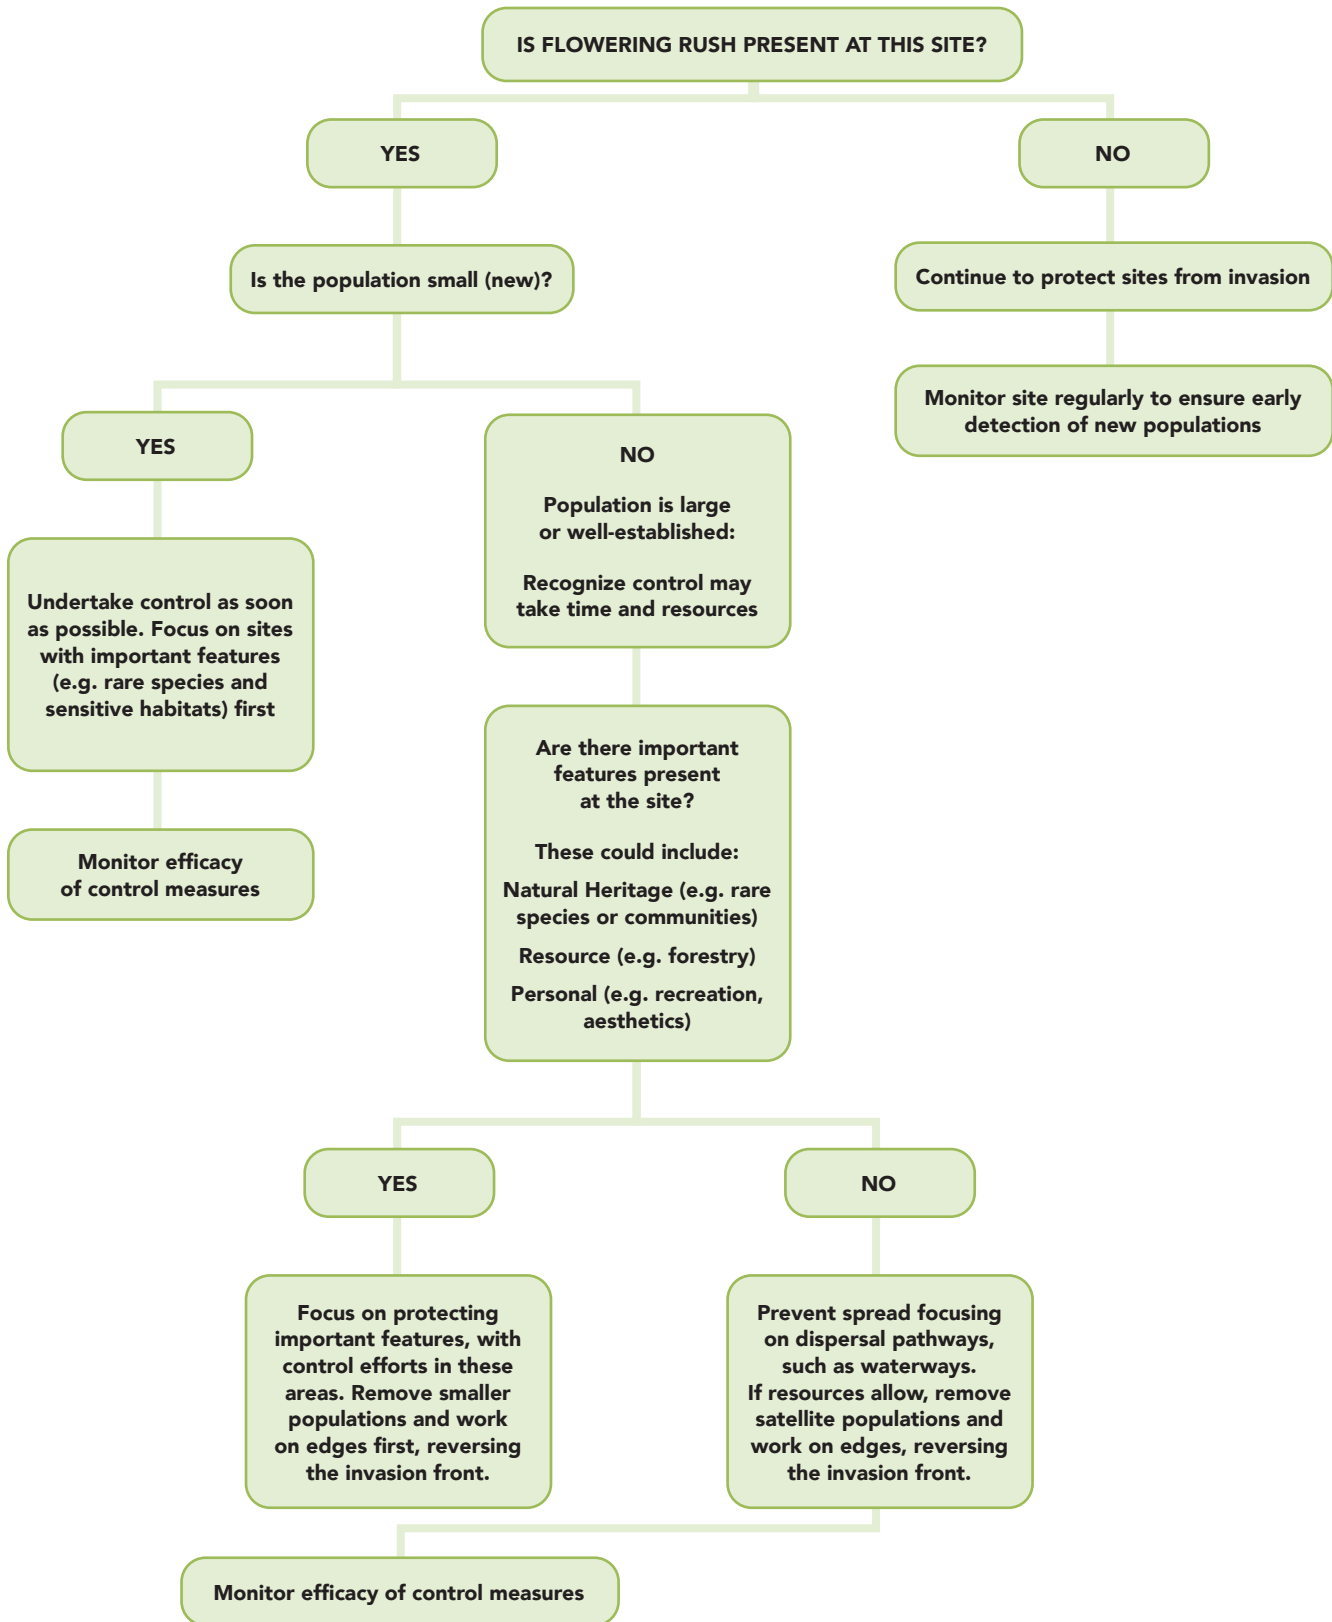 IS FLOWERING RUSH PRESENT AT THIS SITE?
YES
NO
Is the population small (new)?
Continue to protect sites from invasion
Monitor site regularly to ensure early
detection of new populations
YES
NO
Population is large
or well-established:
Recognize control may
take time and resources
Undertake control as soon
as possible. Focus on sites
with important features
(e.g. rare species and
sensitive habitats) first
Monitor efficacy
of control measures
Are there important
features present
at the site?
These could include:
Natural Heritage (e.g. rare
species or communities)
Resource (e.g. forestry)
Personal (e.g. recreation,
aesthetics)
YES
NO
Focus on protecting
important features, with
control efforts in these
areas. Remove smaller
populations and work
on edges first, reversing
the invasion front.
Prevent spread focusing
on dispersal pathways,
such as waterways.
If resources allow, remove
satellite populations and
work on edges, reversing
the invasion front.
Monitor efficacy of control measures